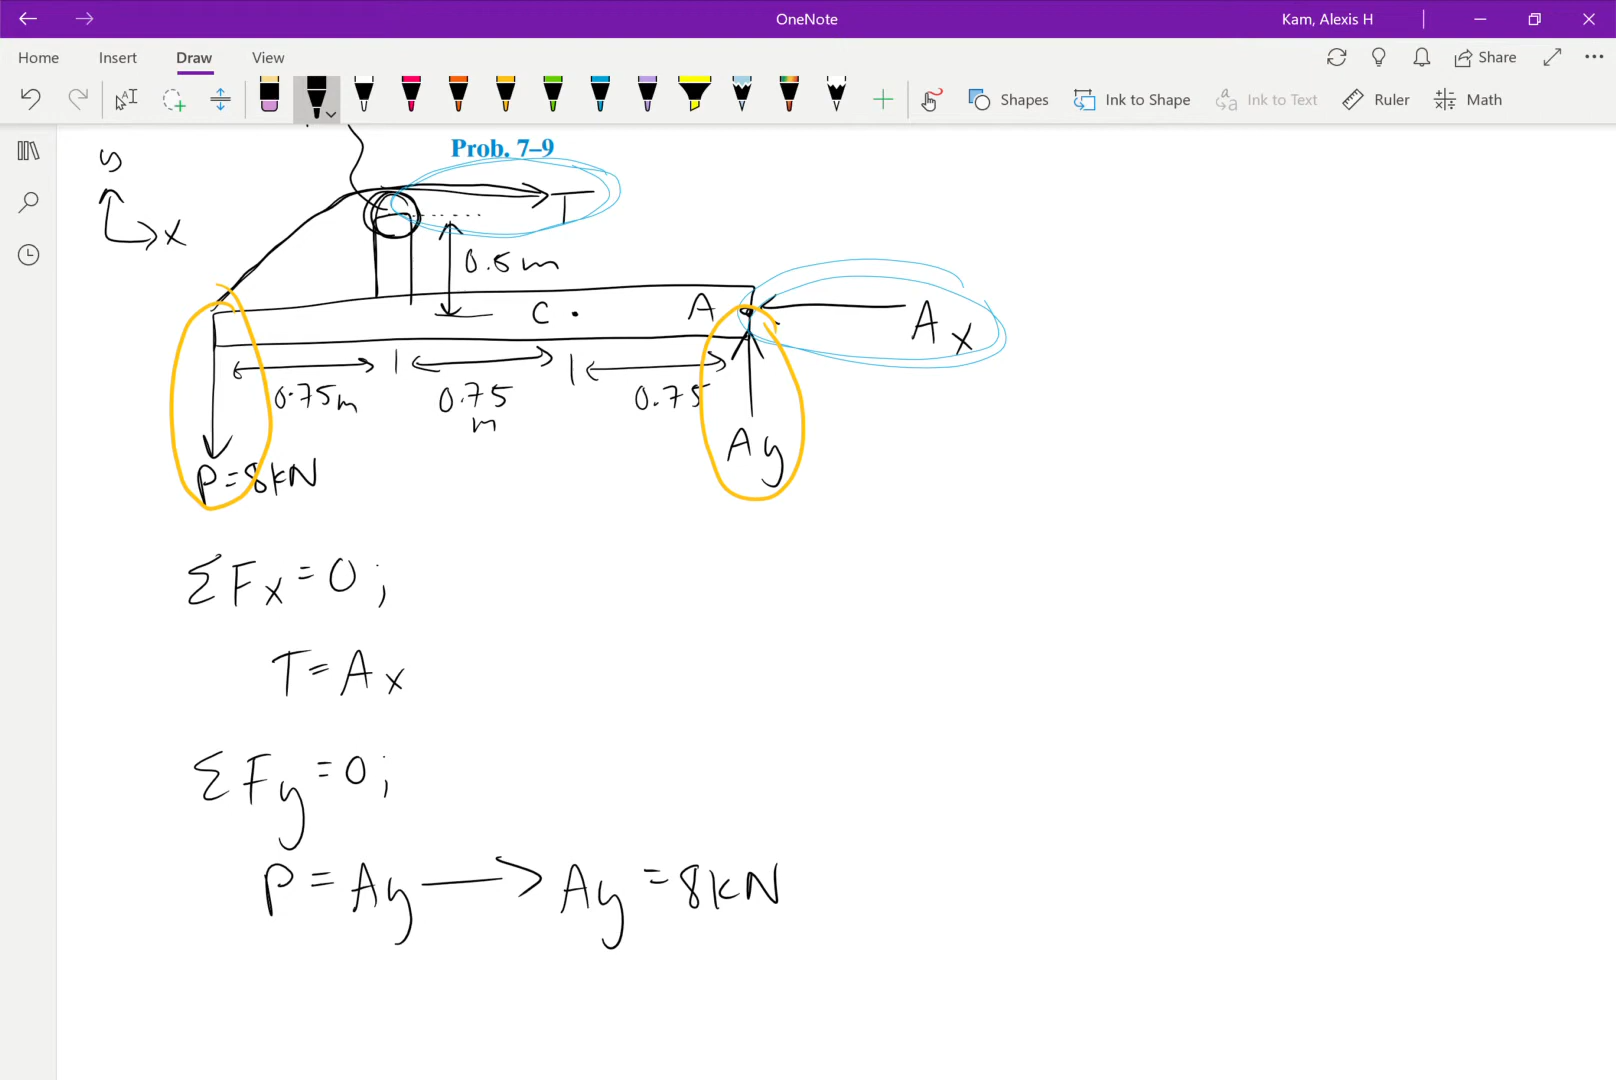 OneNote
Kam, Alexis H
Home Insert Draw View
Share
Shapes Ink to Shape Ink to Text Ruler Math
Prob. 7–9
y
x
T
0.5m
C
A
Ax
0.75m
0.75
m
0.75
Ay
P=8kN
ΣFx=0;
T=Ax
ΣFy=0;
P=Ay → Ay=8kN